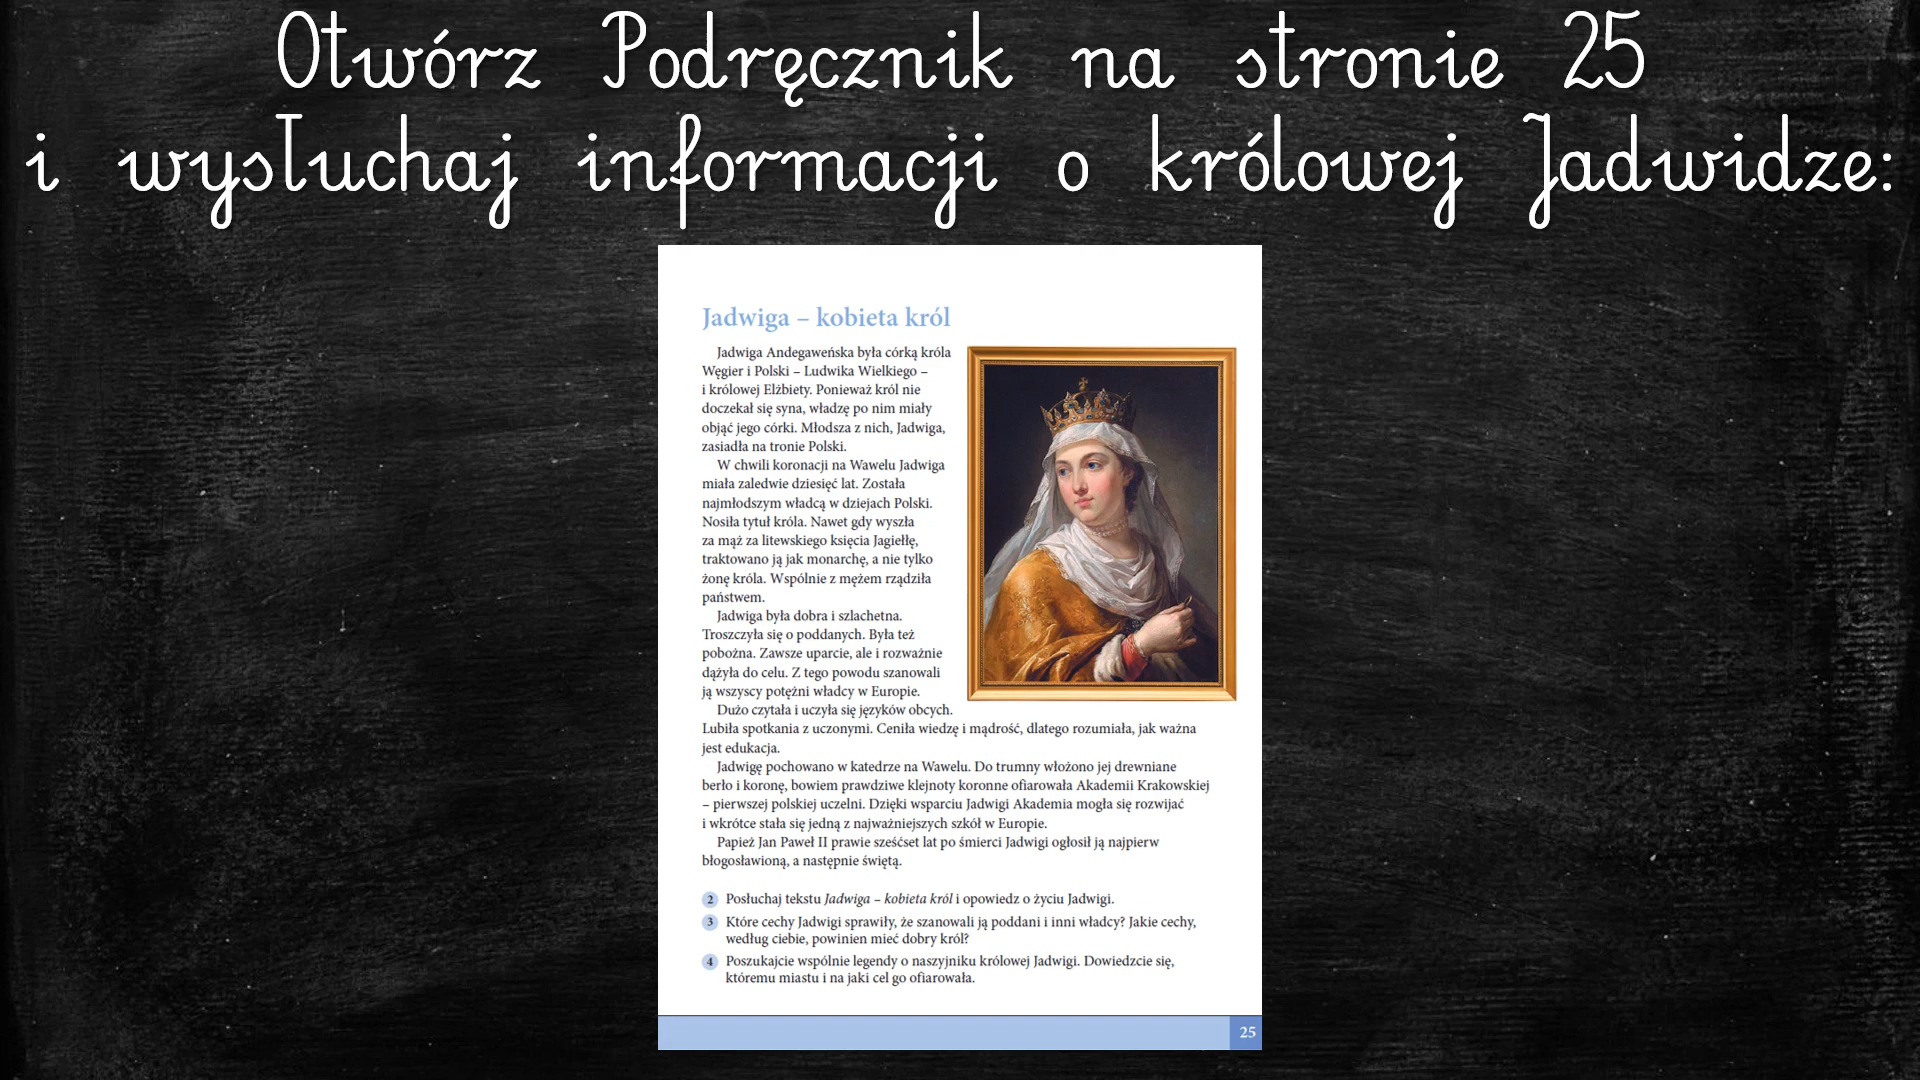 Otwórz Podręcznik na stronie 25
i wysłuchaj informacji o królowej Jadwidze:
Jadwiga – kobieta król
Jadwiga Andegaweńska była córką króla
Węgier i Polski – Ludwika Wielkiego –
i królowej Elżbiety. Ponieważ król nie
doczekał się syna, władzę po nim miały
objąć jego córki. Młodsza z nich, Jadwiga,
zasiadła na tronie Polski.
W chwili koronacji na Wawelu Jadwiga
miała zaledwie dziesięć lat. Została
najmłodszym władcą w dziejach Polski.
Nosiła tytuł króla. Nawet gdy wyszła
za mąż za litewskiego księcia Jagiełłę,
traktowano ją jak monarchę, a nie tylko
żonę króla. Wspólnie z mężem rządziła
państwem.
Jadwiga była dobra i szlachetna.
Troszczyła się o poddanych. Była też
pobożna. Zawsze uparcie, ale i rozważnie
dążyła do celu. Z tego powodu szanowali
ją wszyscy potężni władcy w Europie.
Dużo czytała i uczyła się języków obcych.
Lubiła spotkania z uczonymi. Ceniła wiedzę i mądrość, dlatego rozumiała, jak ważna
jest edukacja.
Jadwigę pochowano w katedrze na Wawelu. Do trumny włożono jej drewniane
berło i koronę, bowiem prawdziwe klejnoty koronne ofiarowała Akademii Krakowskiej
– pierwszej polskiej uczelni. Dzięki wsparciu Jadwigi Akademia mogła się rozwijać
i wkrótce stała się jedną z najważniejszych szkół w Europie.
Papież Jan Paweł II prawie sześćset lat po śmierci Jadwigi ogłosił ją najpierw
błogosławioną, a następnie świętą.
2 Posłuchaj tekstu Jadwiga – kobieta król i opowiedz o życiu Jadwigi.
3 Które cechy Jadwigi sprawiły, że szanowali ją poddani i inni władcy? Jakie cechy,
według ciebie, powinien mieć dobry król?
4 Poszukajcie wspólnie legendy o naszyjniku królowej Jadwigi. Dowiedzcie się,
któremu miastu i na jaki cel go ofiarowała.
25